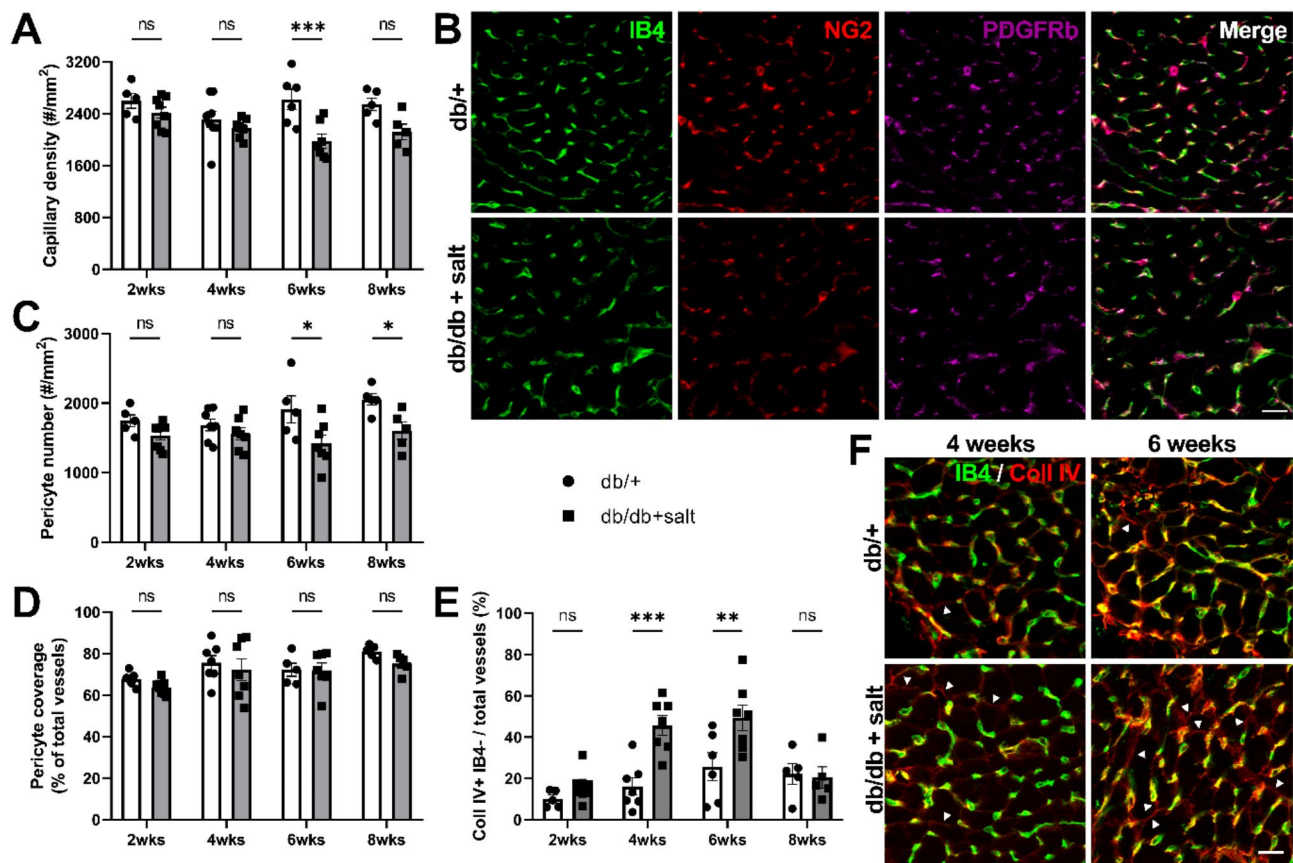 A
ns ns *** ns
Capillary density (#/mm²)
3200
2400
1600
800
0
2wks 4wks 6wks 8wks
B
IB4 NG2 PDGFRb Merge
db/+
db/db + salt
C
ns ns * *
Pericyte number (#/mm²)
3000
2000
1000
0
2wks 4wks 6wks 8wks
db/+
db/db+salt
D
ns ns ns ns
Pericyte coverage
(% of total vessels)
100
80
60
40
20
0
2wks 4wks 6wks 8wks
E
ns *** ** ns
Coll IV+ IB4- / total vessels (%)
100
80
60
40
20
0
2wks 4wks 6wks 8wks
F
4 weeks 6 weeks
IB4 / Coll IV
db/+
db/db + salt